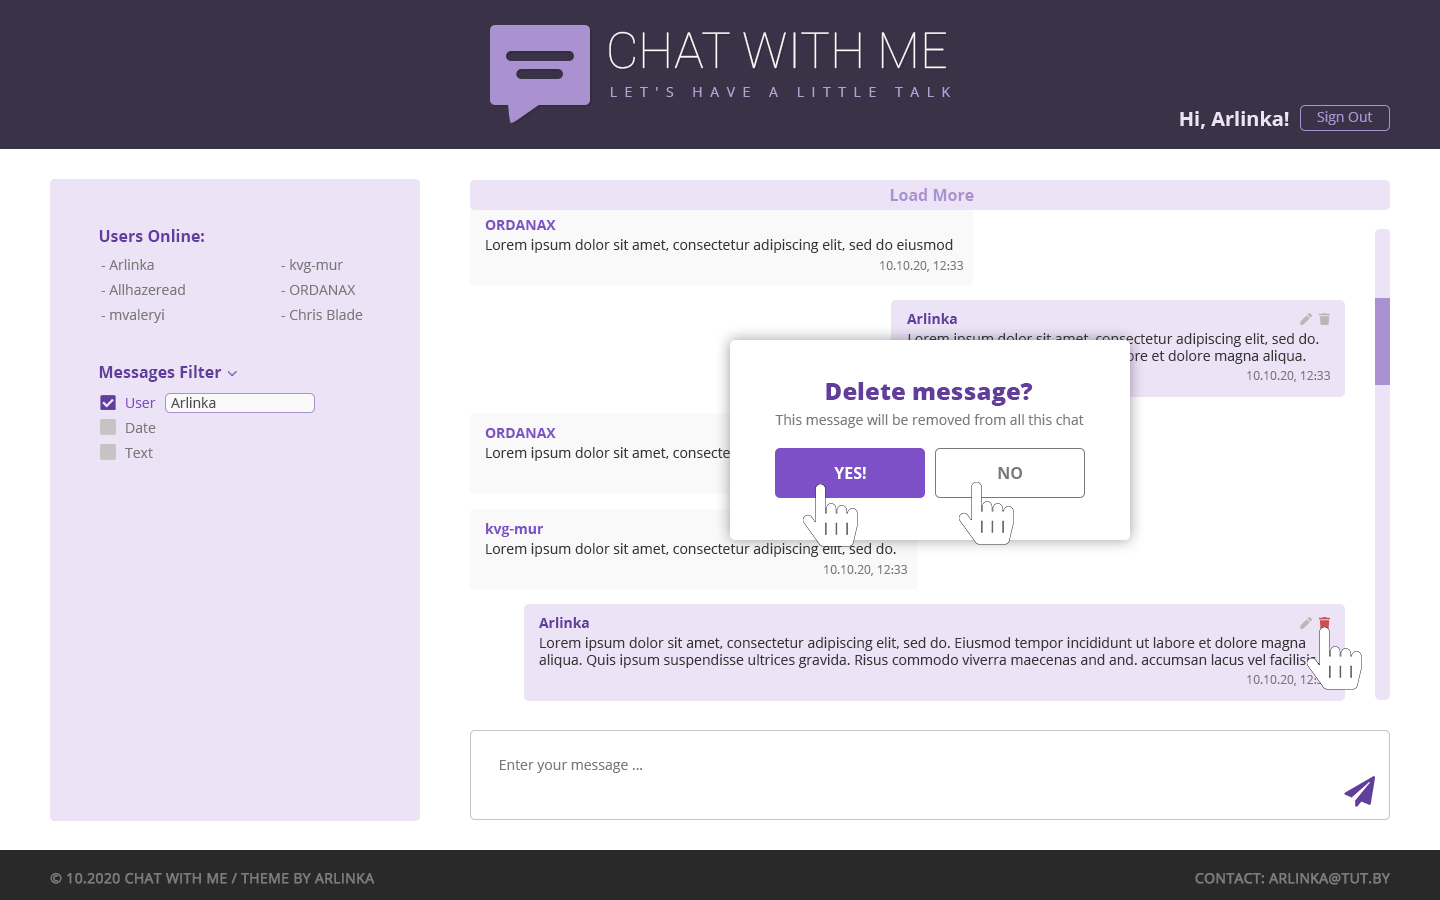 CHAT WITH ME
LET'S HAVE A LITTLE TALK
Hi, Arlinka!
Sign Out
Users Online:
- Arlinka
- kvg-mur
- Allhazeread
- ORDANAX
- mvaleryi
- Chris Blade
Messages Filter
User
Arlinka
Date
Text
Load More
ORDANAX
Lorem ipsum dolor sit amet, consectetur adipiscing elit, sed do eiusmod
10.10.20, 12:33
Arlinka
Lorem ipsum dolor sit amet, consectetur adipiscing elit, sed do.
ore et dolore magna aliqua.
10.10.20, 12:33
Delete message?
This message will be removed from all this chat
YES!
NO
ORDANAX
Lorem ipsum dolor sit amet, consecte
kvg-mur
Lorem ipsum dolor sit amet, consectetur adipiscing elit, sed do.
10.10.20, 12:33
Arlinka
Lorem ipsum dolor sit amet, consectetur adipiscing elit, sed do. Eiusmod tempor incididunt ut labore et dolore magna
aliqua. Quis ipsum suspendisse ultrices gravida. Risus commodo viverra maecenas and and. accumsan lacus vel facilisis
10.10.20,
Enter your message ...
© 10.2020 CHAT WITH ME / THEME BY ARLINKA
CONTACT: ARLINKA@TUT.BY